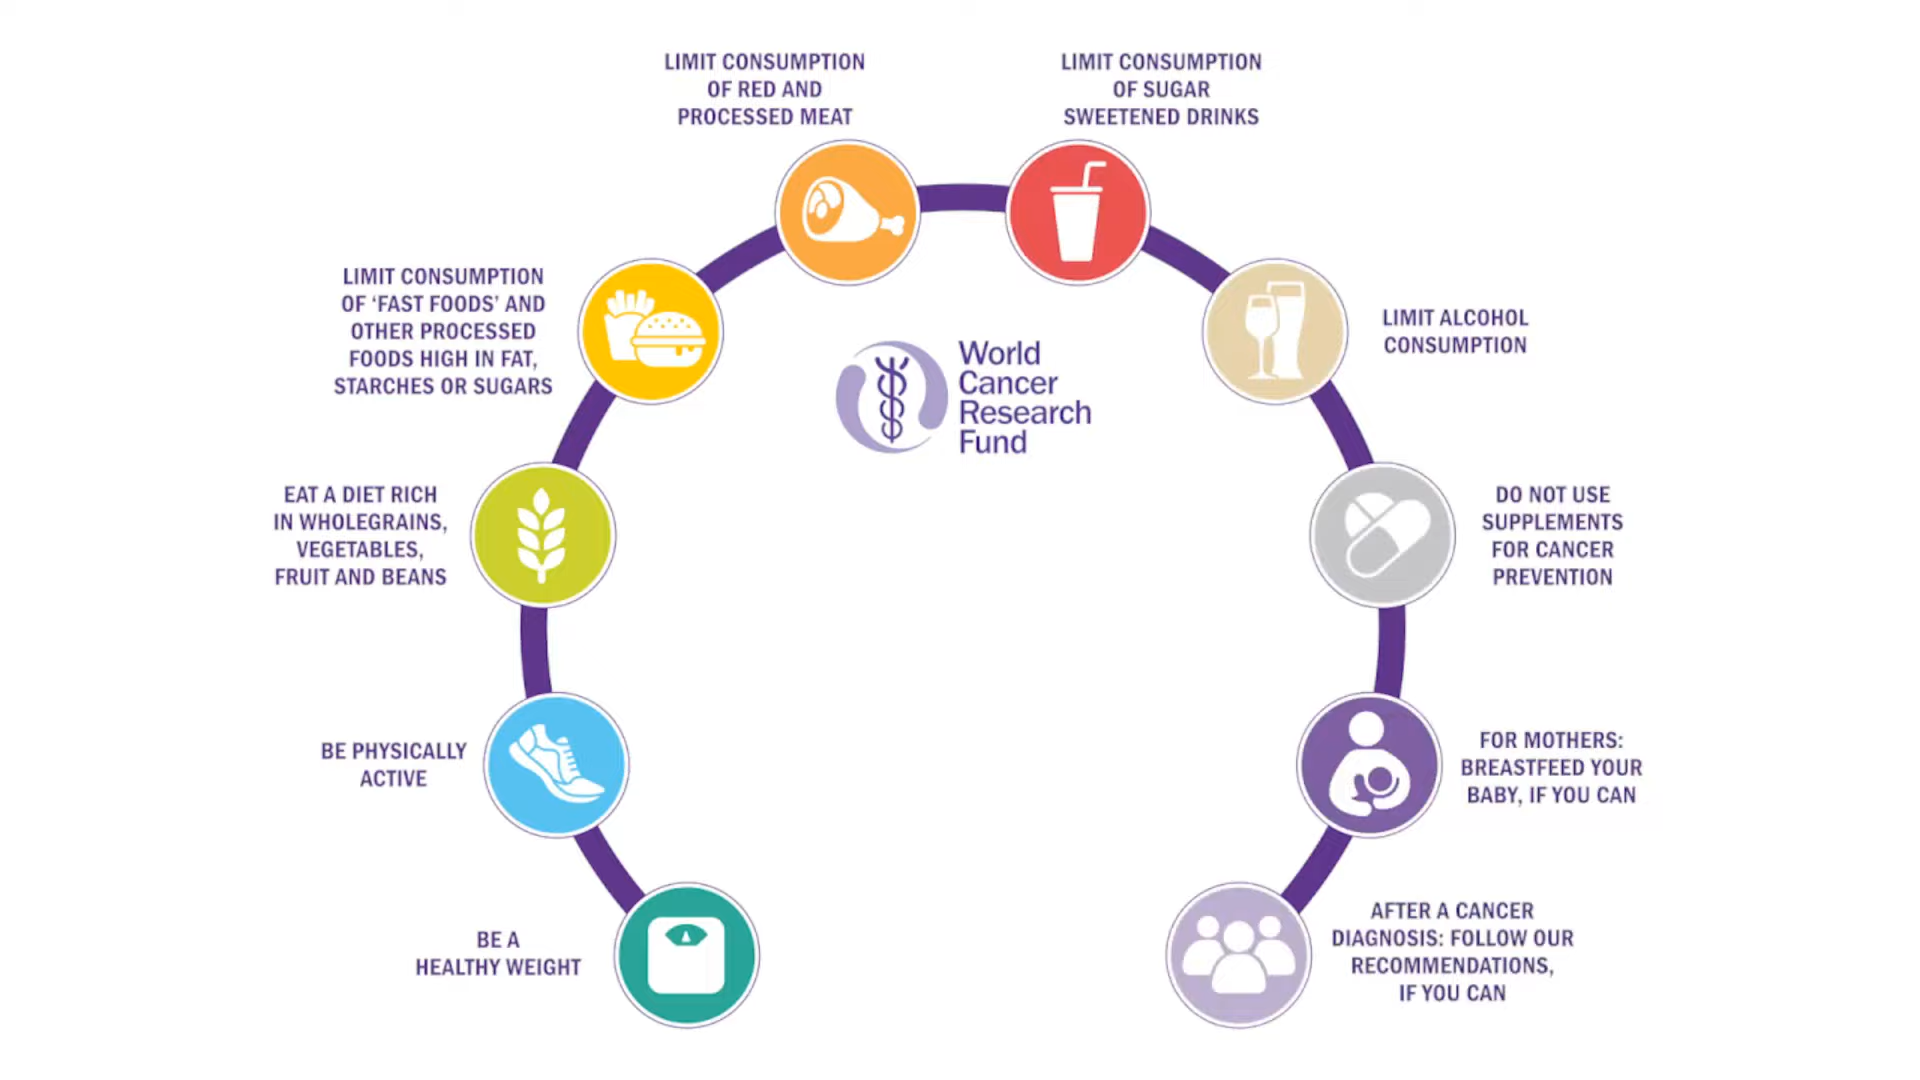 LIMIT CONSUMPTION
OF RED AND
PROCESSED MEAT
LIMIT CONSUMPTION
OF SUGAR
SWEETENED DRINKS
LIMIT CONSUMPTION
OF ‘FAST FOODS’ AND
OTHER PROCESSED
FOODS HIGH IN FAT,
STARCHES OR SUGARS
LIMIT ALCOHOL
CONSUMPTION
World
Cancer
Research
Fund
EAT A DIET RICH
IN WHOLEGRAINS,
VEGETABLES,
FRUIT AND BEANS
DO NOT USE
SUPPLEMENTS
FOR CANCER
PREVENTION
BE PHYSICALLY
ACTIVE
FOR MOTHERS:
BREASTFEED YOUR
BABY, IF YOU CAN
BE A
HEALTHY WEIGHT
AFTER A CANCER
DIAGNOSIS: FOLLOW OUR
RECOMMENDATIONS,
IF YOU CAN